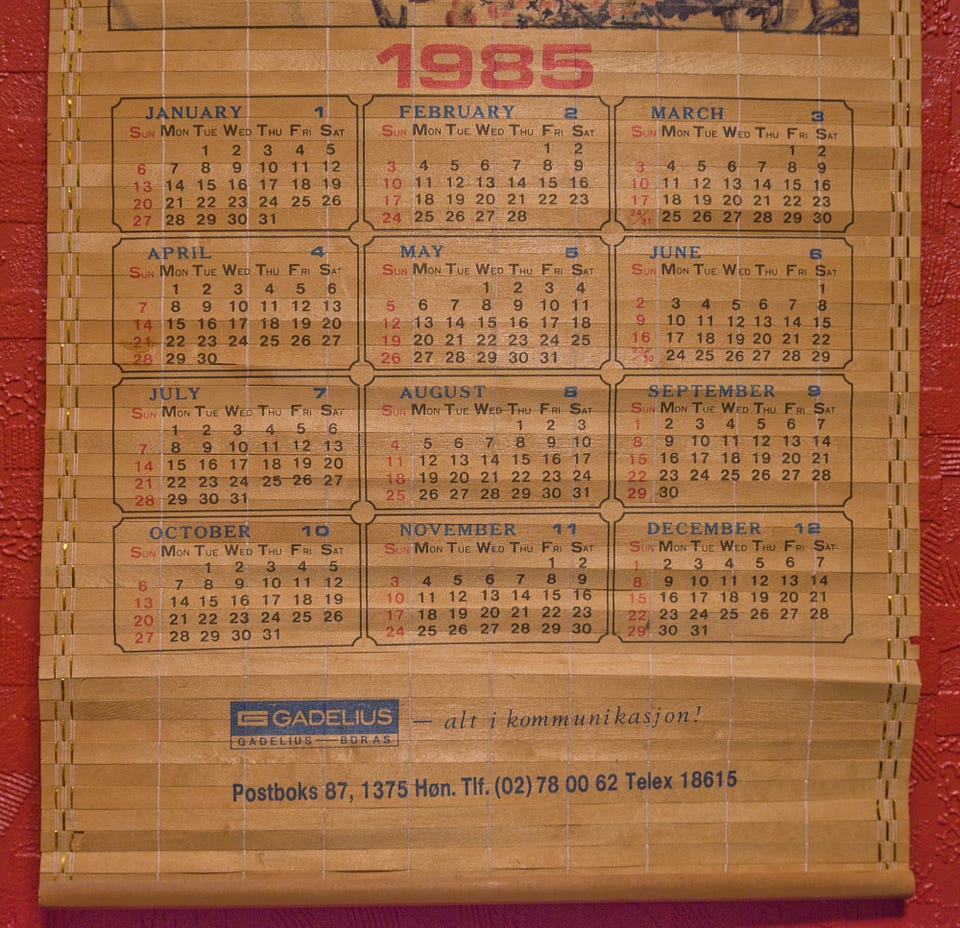 1985
JANUARY 1
Sun Mon Tue Wed Thu Fri Sat
1 2 3 4 5
6 7 8 9 10 11 12
13 14 15 16 17 18 19
20 21 22 23 24 25 26
27 28 29 30 31
FEBRUARY 2
Sun Mon Tue Wed Thu Fri Sat
1 2
3 4 5 6 7 8 9
10 11 12 13 14 15 16
17 18 19 20 21 22 23
24 25 26 27 28
MARCH 3
Sun Mon Tue Wed Thu Fri Sat
1 2
3 4 5 6 7 8 9
10 11 12 13 14 15 16
17 18 19 20 21 22 23
24/31 25 26 27 28 29 30
APRIL 4
Sun Mon Tue Wed Thu Fri Sat
1 2 3 4 5 6
7 8 9 10 11 12 13
14 15 16 17 18 19 20
21 22 23 24 25 26 27
28 29 30
MAY 5
Sun Mon Tue Wed Thu Fri Sat
1 2 3 4
5 6 7 8 9 10 11
12 13 14 15 16 17 18
19 20 21 22 23 24 25
26 27 28 29 30 31
JUNE 6
Sun Mon Tue Wed Thu Fri Sat
1
2 3 4 5 6 7 8
9 10 11 12 13 14 15
16 17 18 19 20 21 22
23/30 24 25 26 27 28 29
JULY 7
Sun Mon Tue Wed Thu Fri Sat
1 2 3 4 5 6
7 8 9 10 11 12 13
14 15 16 17 18 19 20
21 22 23 24 25 26 27
28 29 30 31
AUGUST 8
Sun Mon Tue Wed Thu Fri Sat
1 2 3
4 5 6 7 8 9 10
11 12 13 14 15 16 17
18 19 20 21 22 23 24
25 26 27 28 29 30 31
SEPTEMBER 9
Sun Mon Tue Wed Thu Fri Sat
1 2 3 4 5 6 7
8 9 10 11 12 13 14
15 16 17 18 19 20 21
22 23 24 25 26 27 28
29 30
OCTOBER 10
Sun Mon Tue Wed Thu Fri Sat
1 2 3 4 5
6 7 8 9 10 11 12
13 14 15 16 17 18 19
20 21 22 23 24 25 26
27 28 29 30 31
NOVEMBER 11
Sun Mon Tue Wed Thu Fri Sat
1 2
3 4 5 6 7 8 9
10 11 12 13 14 15 16
17 18 19 20 21 22 23
24 25 26 27 28 29 30
DECEMBER 12
Sun Mon Tue Wed Thu Fri Sat
1 2 3 4 5 6 7
8 9 10 11 12 13 14
15 16 17 18 19 20 21
22 23 24 25 26 27 28
29 30 31
GADELIUS — alt i kommunikasjon!
GADELIUS — BDR AS
Postboks 87, 1375 Høn. Tlf. (02) 78 00 62 Telex 18615